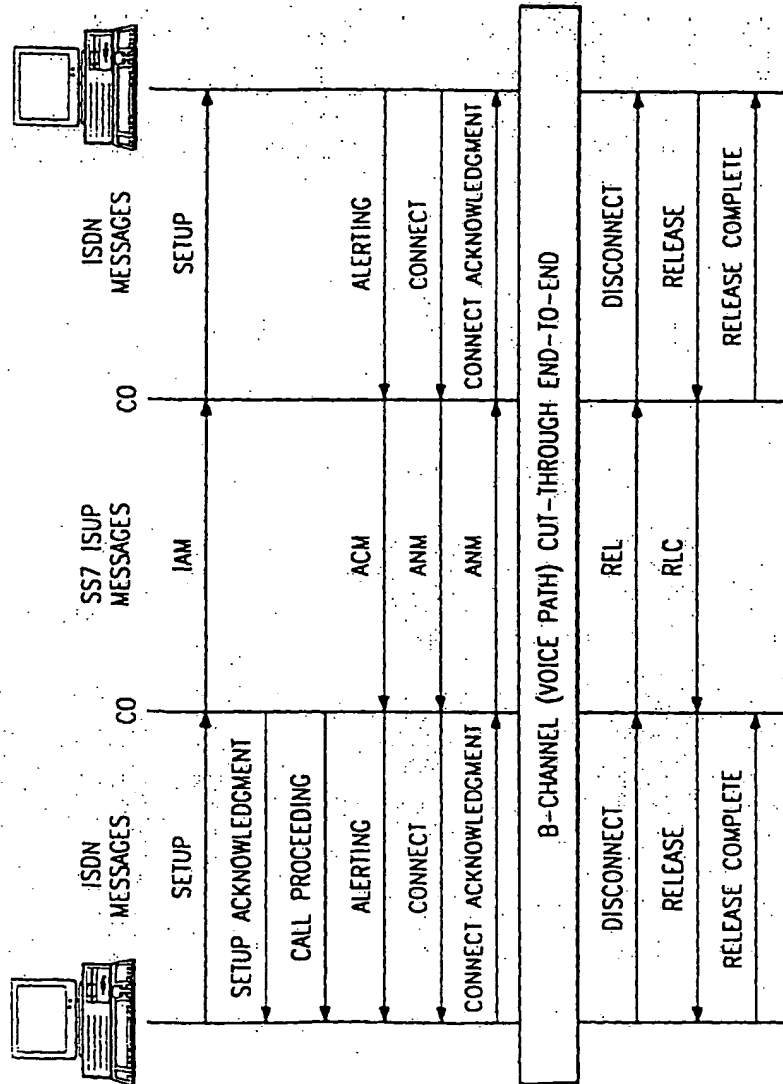 ISDN
MESSAGES
CO
SS7 ISUP
MESSAGES
CO
ISDN
MESSAGES
SETUP
IAM
SETUP
SETUP ACKNOWLEDGMENT
CALL PROCEEDING
ALERTING
ACM
ALERTING
CONNECT
ANM
CONNECT
CONNECT ACKNOWLEDGMENT
ANM
CONNECT ACKNOWLEDGMENT
B-CHANNEL (VOICE PATH) CUT-THROUGH END-TO-END
DISCONNECT
REL
DISCONNECT
RELEASE
RLC
RELEASE
RELEASE COMPLETE
RELEASE COMPLETE